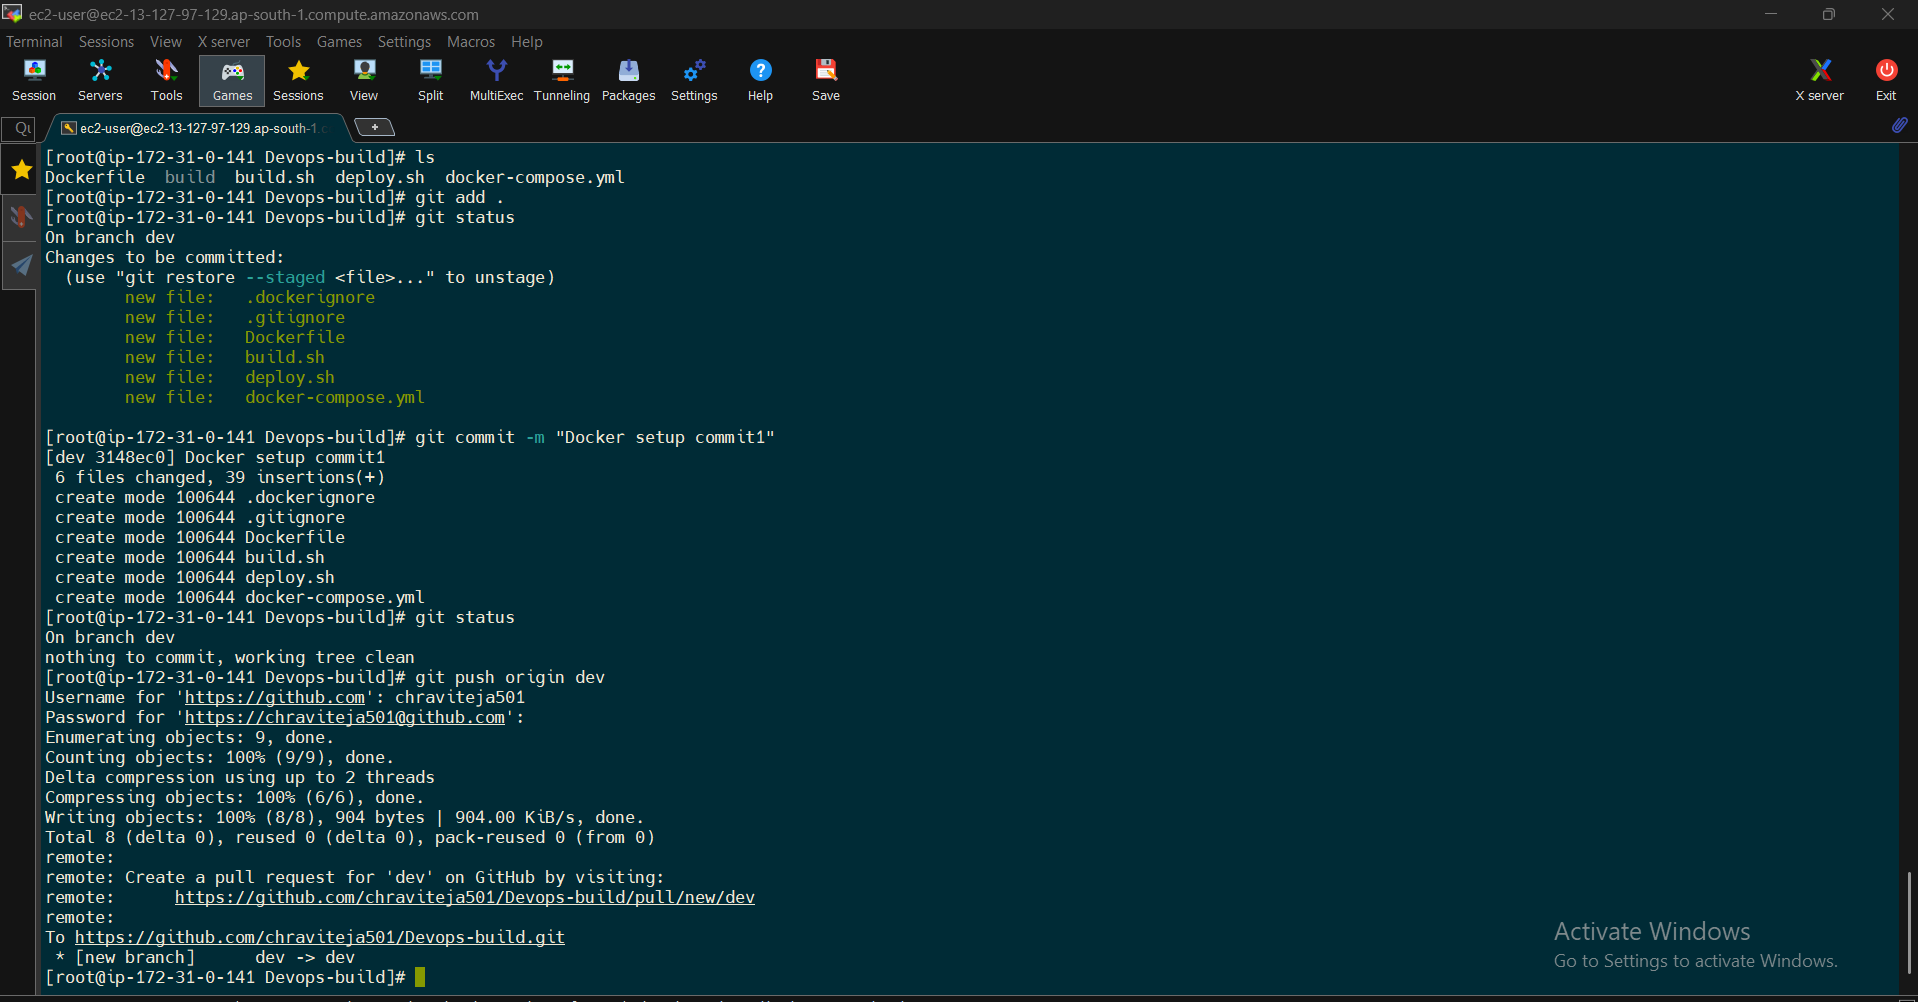 ec2-user@ec2-13-127-97-129.ap-south-1.compute.amazonaws.com
Terminal Sessions View X server Tools Games Settings Macros Help
Session Servers Tools Games Sessions View Split MultiExec Tunneling Packages Settings Help Save X server Exit
ec2-user@ec2-13-127-97-129.ap-south-1.c
[root@ip-172-31-0-141 Devops-build]# ls
Dockerfile build build.sh deploy.sh docker-compose.yml
[root@ip-172-31-0-141 Devops-build]# git add .
[root@ip-172-31-0-141 Devops-build]# git status
On branch dev
Changes to be committed:
  (use "git restore --staged <file>..." to unstage)
        new file:   .dockerignore
        new file:   .gitignore
        new file:   Dockerfile
        new file:   build.sh
        new file:   deploy.sh
        new file:   docker-compose.yml
[root@ip-172-31-0-141 Devops-build]# git commit -m "Docker setup commit1"
[dev 3148ec0] Docker setup commit1
 6 files changed, 39 insertions(+)
 create mode 100644 .dockerignore
 create mode 100644 .gitignore
 create mode 100644 Dockerfile
 create mode 100644 build.sh
 create mode 100644 deploy.sh
 create mode 100644 docker-compose.yml
[root@ip-172-31-0-141 Devops-build]# git status
On branch dev
nothing to commit, working tree clean
[root@ip-172-31-0-141 Devops-build]# git push origin dev
Username for 'https://github.com': chraviteja501
Password for 'https://chraviteja501@github.com':
Enumerating objects: 9, done.
Counting objects: 100% (9/9), done.
Delta compression using up to 2 threads
Compressing objects: 100% (6/6), done.
Writing objects: 100% (8/8), 904 bytes | 904.00 KiB/s, done.
Total 8 (delta 0), reused 0 (delta 0), pack-reused 0 (from 0)
remote:
remote: Create a pull request for 'dev' on GitHub by visiting:
remote:      https://github.com/chraviteja501/Devops-build/pull/new/dev
remote:
To https://github.com/chraviteja501/Devops-build.git
 * [new branch]      dev -> dev
[root@ip-172-31-0-141 Devops-build]#
Activate Windows
Go to Settings to activate Windows.